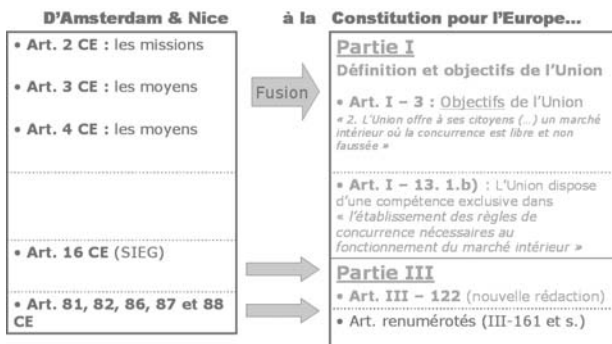 D'Amsterdam & Nice à la Constitution pour l'Europe...
• Art. 2 CE : les missions
• Art. 3 CE : les moyens
• Art. 4 CE : les moyens
• Art. 16 CE (SIEG)
• Art. 81, 82, 86, 87 et 88
CE
Fusion
Partie I
Définition et objectifs de l'Union
• Art. I – 3 : Objectifs de l'Union
« 2. L'Union offre à ses citoyens (...) un marché
intérieur où la concurrence est libre et non
faussée »
• Art. I – 13. 1.b) : L'Union dispose
d'une compétence exclusive dans
« l'établissement des règles de
concurrence nécessaires au
fonctionnement du marché intérieur »
Partie III
• Art. III – 122 (nouvelle rédaction)
• Art. renumérotés (III-161 et s.)